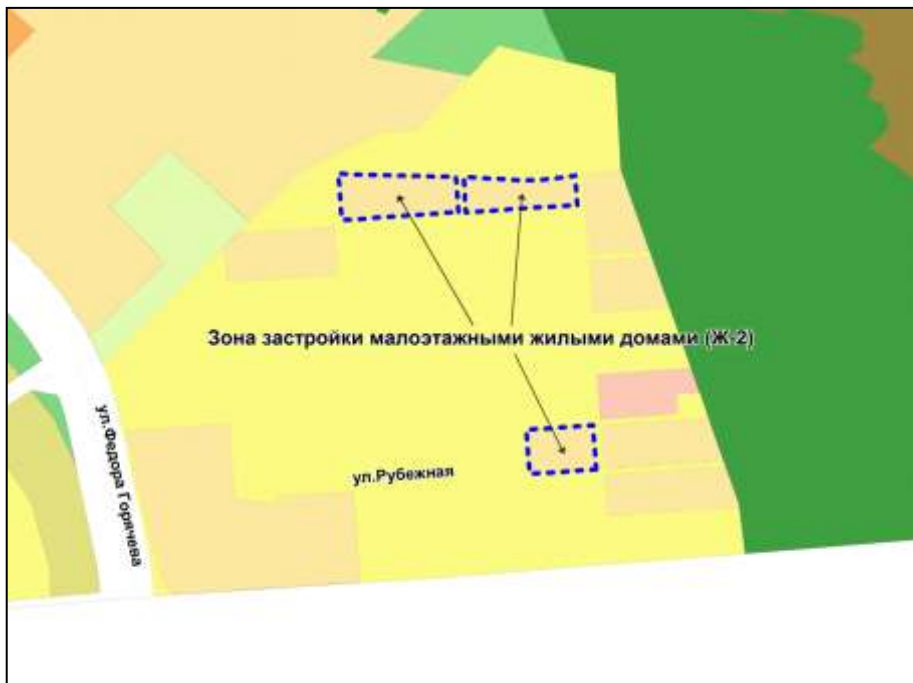 Зона застройки малоэтажными жилыми домами (Ж-2)
ул.Федора Горячева
ул.Рубежная